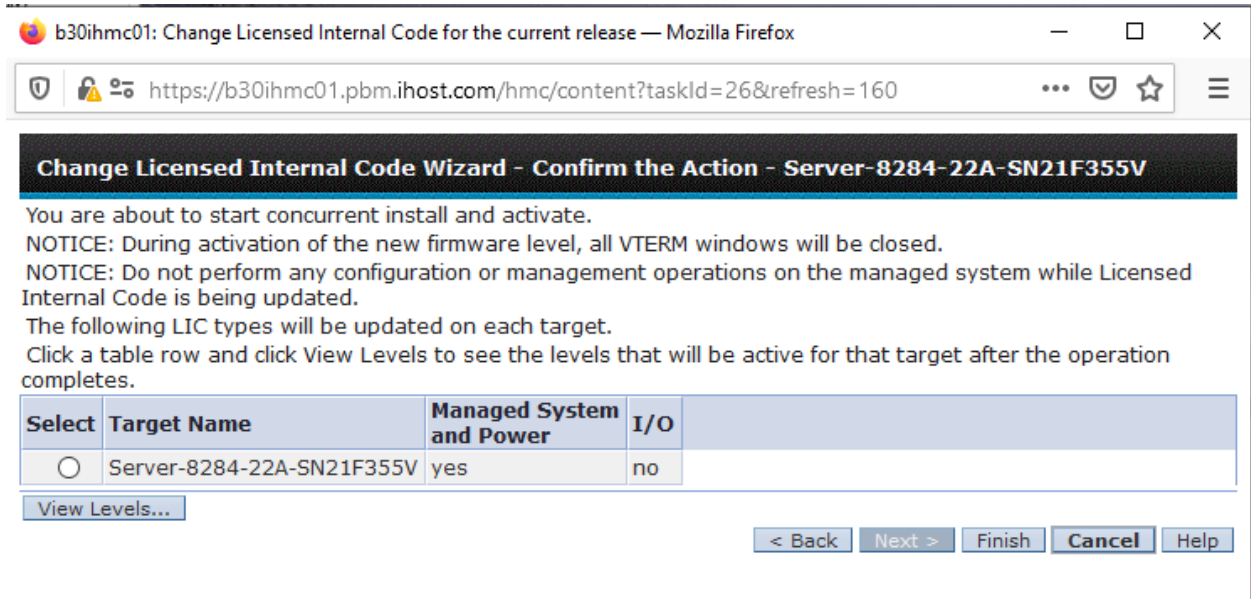 b30ihmc01: Change Licensed Internal Code for the current release — Mozilla Firefox
https://b30ihmc01.pbm.ihost.com/hmc/content?taskId=26&refresh=160
Change Licensed Internal Code Wizard - Confirm the Action - Server-8284-22A-SN21F355V
You are about to start concurrent install and activate.
NOTICE: During activation of the new firmware level, all VTERM windows will be closed.
NOTICE: Do not perform any configuration or management operations on the managed system while Licensed
Internal Code is being updated.
The following LIC types will be updated on each target.
Click a table row and click View Levels to see the levels that will be active for that target after the operation
completes.
Select Target Name Managed System and Power I/O
Server-8284-22A-SN21F355V yes no
View Levels...
< Back Next > Finish Cancel Help